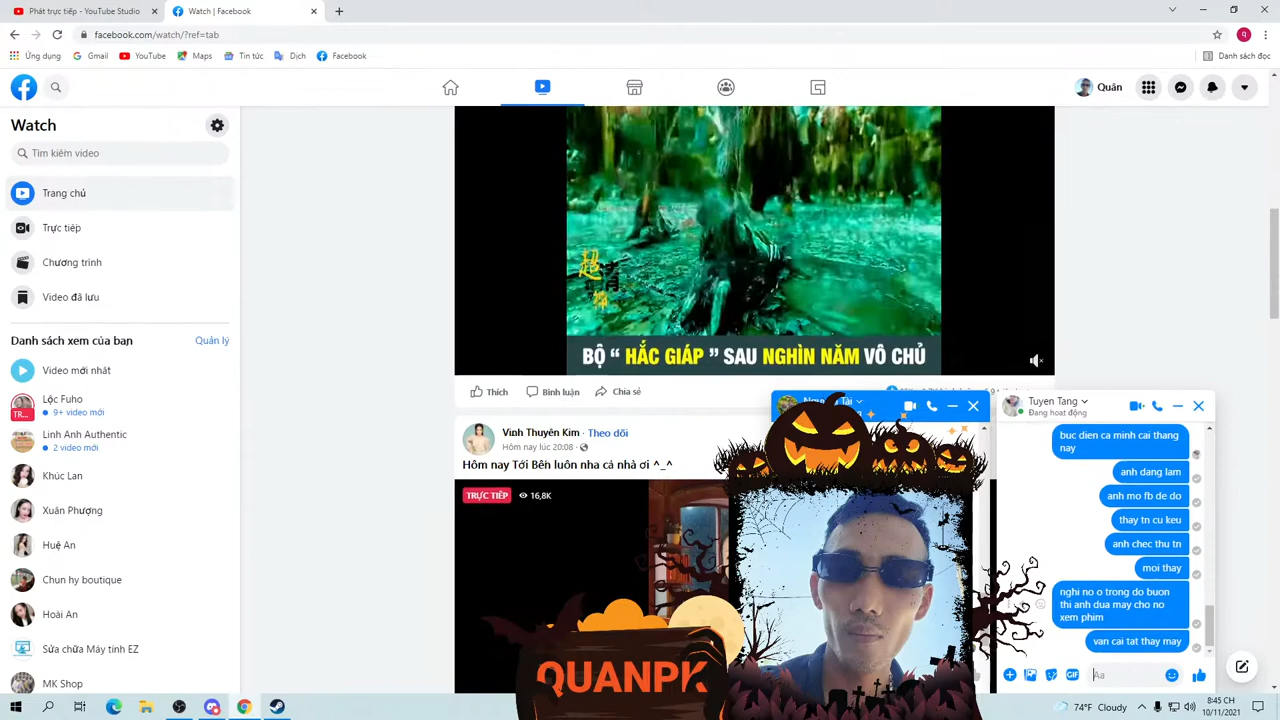 Phát trực tiếp - YouTube Studio
Watch | Facebook
facebook.com/watch/?ref=tab
q
Ứng dụng
Gmail
YouTube
Maps
Tin tức
Dịch
Facebook
Danh sách đọc
Quân
Watch
Tìm kiếm video
Trang chủ
Trực tiếp
Chương trình
Video đã lưu
Danh sách xem của bạn
Quản lý
Video mới nhất
Lộc Fuho
9+ video mới
TR...
Linh Anh Authentic
2 video mới
Khúc Lan
Xuân Phượng
Huệ An
Chun hy boutique
Hoài An
Sửa chữa Máy tính EZ
MK Shop
BỘ “ HẮC GIÁP ” SAU NGHÌN NĂM VÔ CHỦ
Thích
Bình luận
Chia sẻ
Vinh Thuyên Kim · Theo dõi
Hôm nay lúc 20:08 ·
Hôm nay Tới Bến luôn nha cả nhà ơi ^_^
TRỰC TIẾP
16,8K
QUANPK
Tuyen Tang
Đang hoạt động
buc dien ca minh cai thang
nay
anh dang lam
anh mo fb de do
thay tn cu keu
anh chec thu tn
moi thay
nghi no o trong do buon
thi anh dua may cho no
xem phim
van cai tat thay may
GIF
Aa
74°F Cloudy
8:45 CH
10/11/2021